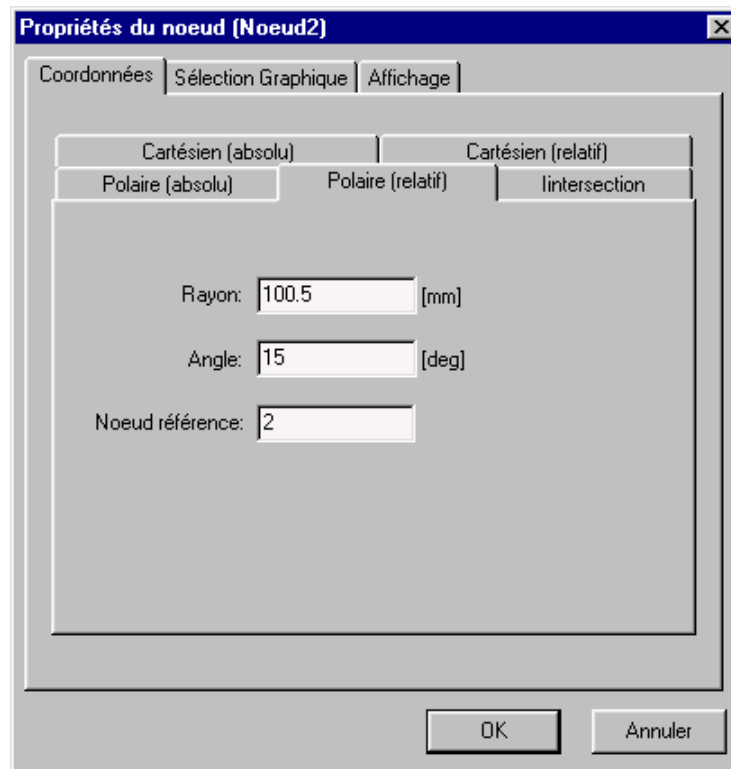 Propriétés du noeud (Noeud2)
Coordonnées Sélection Graphique Affichage
Cartésien (absolu) Cartésien (relatif)
Polaire (absolu) Polaire (relatif) Iintersection
Rayon: 100.5 [mm]
Angle: 15 [deg]
Noeud référence: 2
OK Annuler